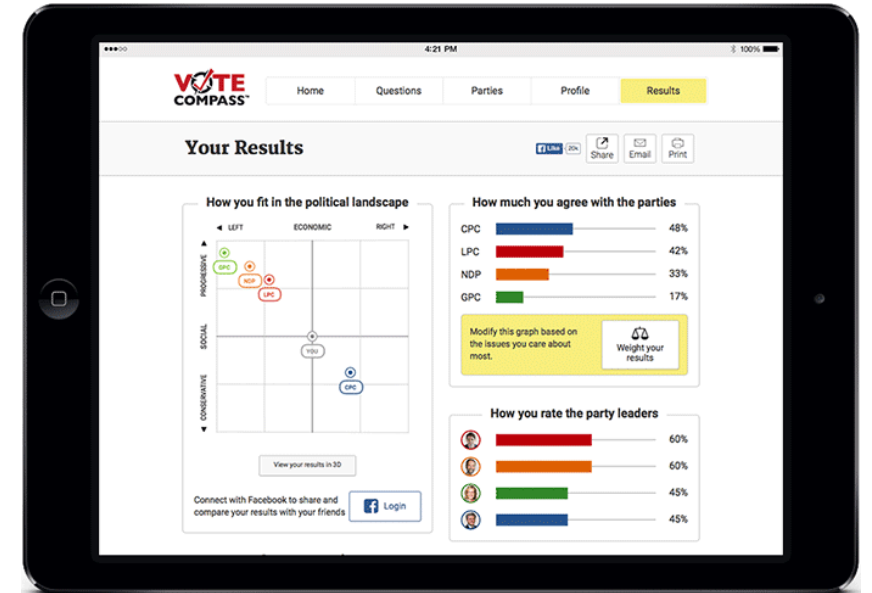 4:21 PM
100%
VOTE
COMPASS™
Home
Questions
Parties
Profile
Results
Your Results
Like
20k
Share
Email
Print
How you fit in the political landscape
◄ LEFT ECONOMIC RIGHT ►
◄ CONSERVATIVE SOCIAL PROGRESSIVE ►
GPC
NDP
LPC
YOU
CPC
View your results in 3D
Connect with Facebook to share and
compare your results with your friends
Login
How much you agree with the parties
CPC 48%
LPC 42%
NDP 33%
GPC 17%
Modify this graph based on
the issues you care about
most.
Weight your
results
How you rate the party leaders
60%
60%
45%
45%